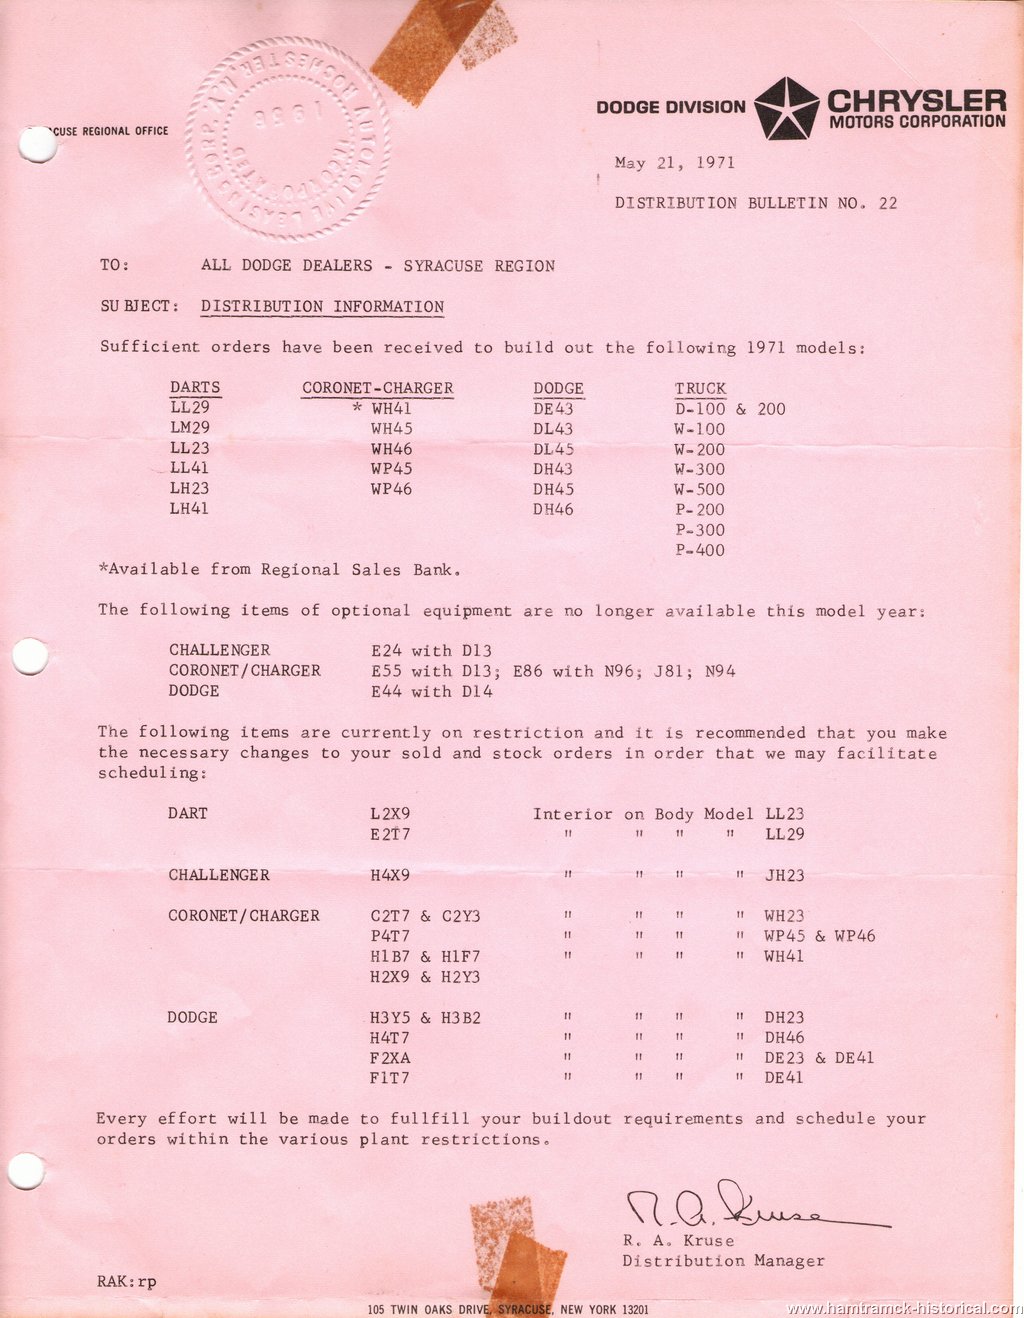 SYRACUSE REGIONAL OFFICE
DODGE DIVISION CHRYSLER
MOTORS CORPORATION
AUTOMOTIVE LEASING CORP. ROCHESTER, N.Y.
INCORPORATED
1958
May 21, 1971
DISTRIBUTION BULLETIN NO. 22
TO: ALL DODGE DEALERS - SYRACUSE REGION
SUBJECT: DISTRIBUTION INFORMATION
Sufficient orders have been received to build out the following 1971 models:
DARTS CORONET-CHARGER DODGE TRUCK
LL29 * WH41 DE43 D-100 & 200
LM29 WH45 DL43 W-100
LL23 WH46 DL45 W-200
LL41 WP45 DH43 W-300
LH23 WP46 DH45 W-500
LH41 DH46 P-200
P-300
P-400
*Available from Regional Sales Bank.
The following items of optional equipment are no longer available this model year:
CHALLENGER E24 with D13
CORONET/CHARGER E55 with D13; E86 with N96; J81; N94
DODGE E44 with D14
The following items are currently on restriction and it is recommended that you make
the necessary changes to your sold and stock orders in order that we may facilitate
scheduling:
DART L2X9 Interior on Body Model LL23
E2T7 " " " " LL29
CHALLENGER H4X9 " " " " JH23
CORONET/CHARGER C2T7 & C2Y3 " " " " WH23
P4T7 " " " " WP45 & WP46
H1B7 & H1F7 " " " " WH41
H2X9 & H2Y3
DODGE H3Y5 & H3B2 " " " " DH23
H4T7 " " " " DH46
F2XA " " " " DE23 & DE41
F1T7 " " " " DE41
Every effort will be made to fullfill your buildout requirements and schedule your
orders within the various plant restrictions.
R. A. Kruse
R. A. Kruse
Distribution Manager
RAK:rp
105 TWIN OAKS DRIVE, SYRACUSE, NEW YORK 13201
www.hamtramck-historical.com